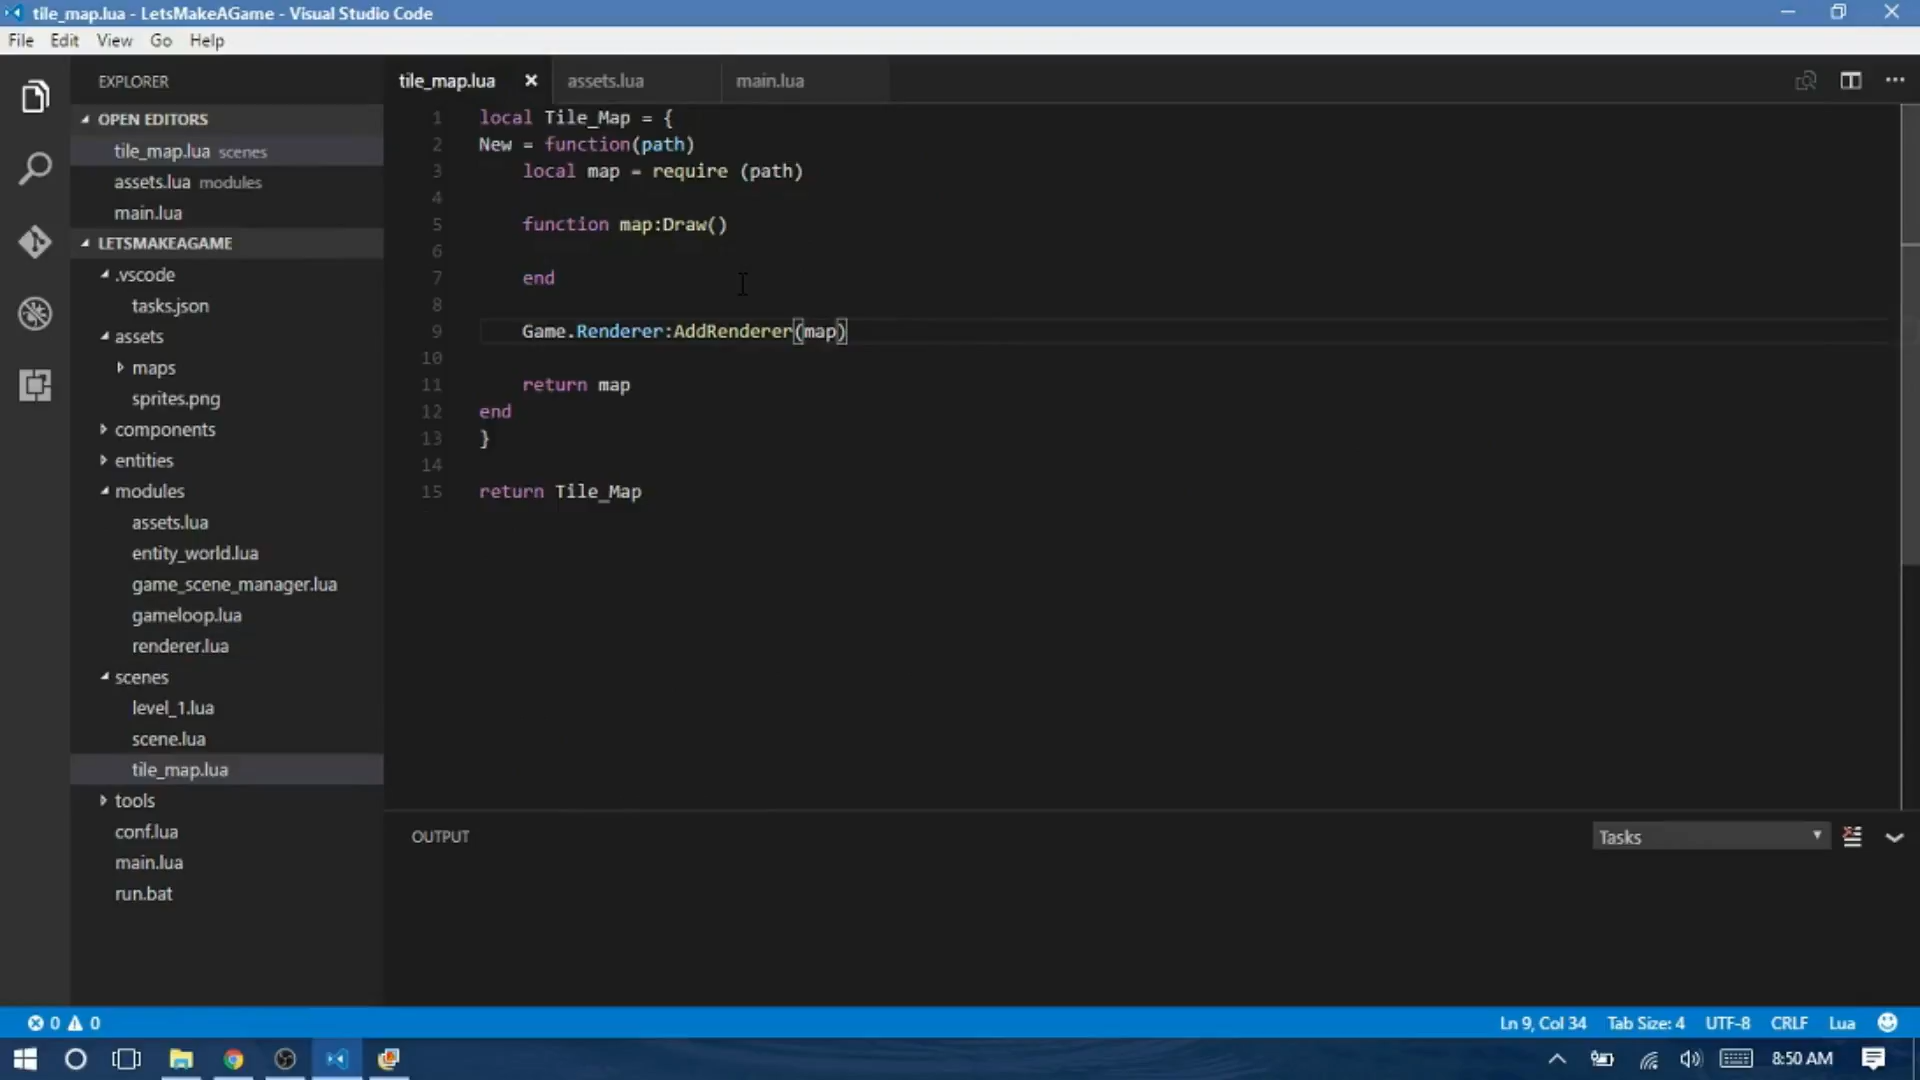 tile_map.lua - LetsMakeAGame - Visual Studio Code
File Edit View Go Help
EXPLORER
OPEN EDITORS
tile_map.lua scenes
assets.lua modules
main.lua
LETSMAKEAGAME
.vscode
tasks.json
assets
maps
sprites.png
components
entities
modules
assets.lua
entity_world.lua
game_scene_manager.lua
gameloop.lua
renderer.lua
scenes
level_1.lua
scene.lua
tile_map.lua
tools
conf.lua
main.lua
run.bat
tile_map.lua assets.lua main.lua
1 local Tile_Map = {
2 New = function(path)
3 local map = require (path)
4
5 function map:Draw()
6
7 end
8
9 Game.Renderer:AddRenderer(map)
10
11 return map
12 end
13 }
14
15 return Tile_Map
OUTPUT Tasks
0 0 Ln 9, Col 34 Tab Size: 4 UTF-8 CRLF Lua
8:50 AM